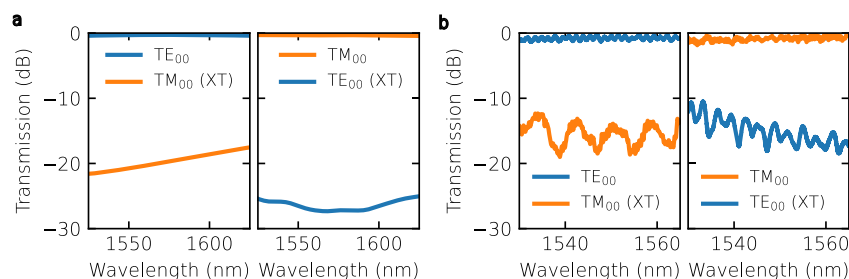 a
b
Transmission (dB)
0
−10
−20
−30
TE₀₀
TM₀₀ (XT)
1550
1600
Wavelength (nm)
TM₀₀
TE₀₀ (XT)
1550
1600
Wavelength (nm)
Transmission (dB)
0
−10
−20
−30
TE₀₀
TM₀₀ (XT)
1540
1560
Wavelength (nm)
TM₀₀
TE₀₀ (XT)
1540
1560
Wavelength (nm)